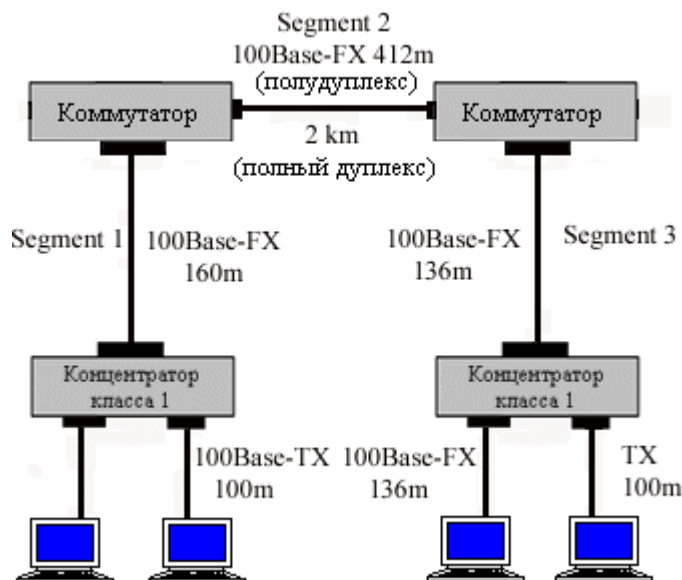 Segment 2
100Base-FX 412m
(полудуплекс)
Коммутатор
Коммутатор
2 km
(полный дуплекс)
Segment 1
100Base-FX
160m
100Base-FX
136m
Segment 3
Концентратор
класса 1
Концентратор
класса 1
100Base-TX
100m
100Base-FX
136m
TX
100m